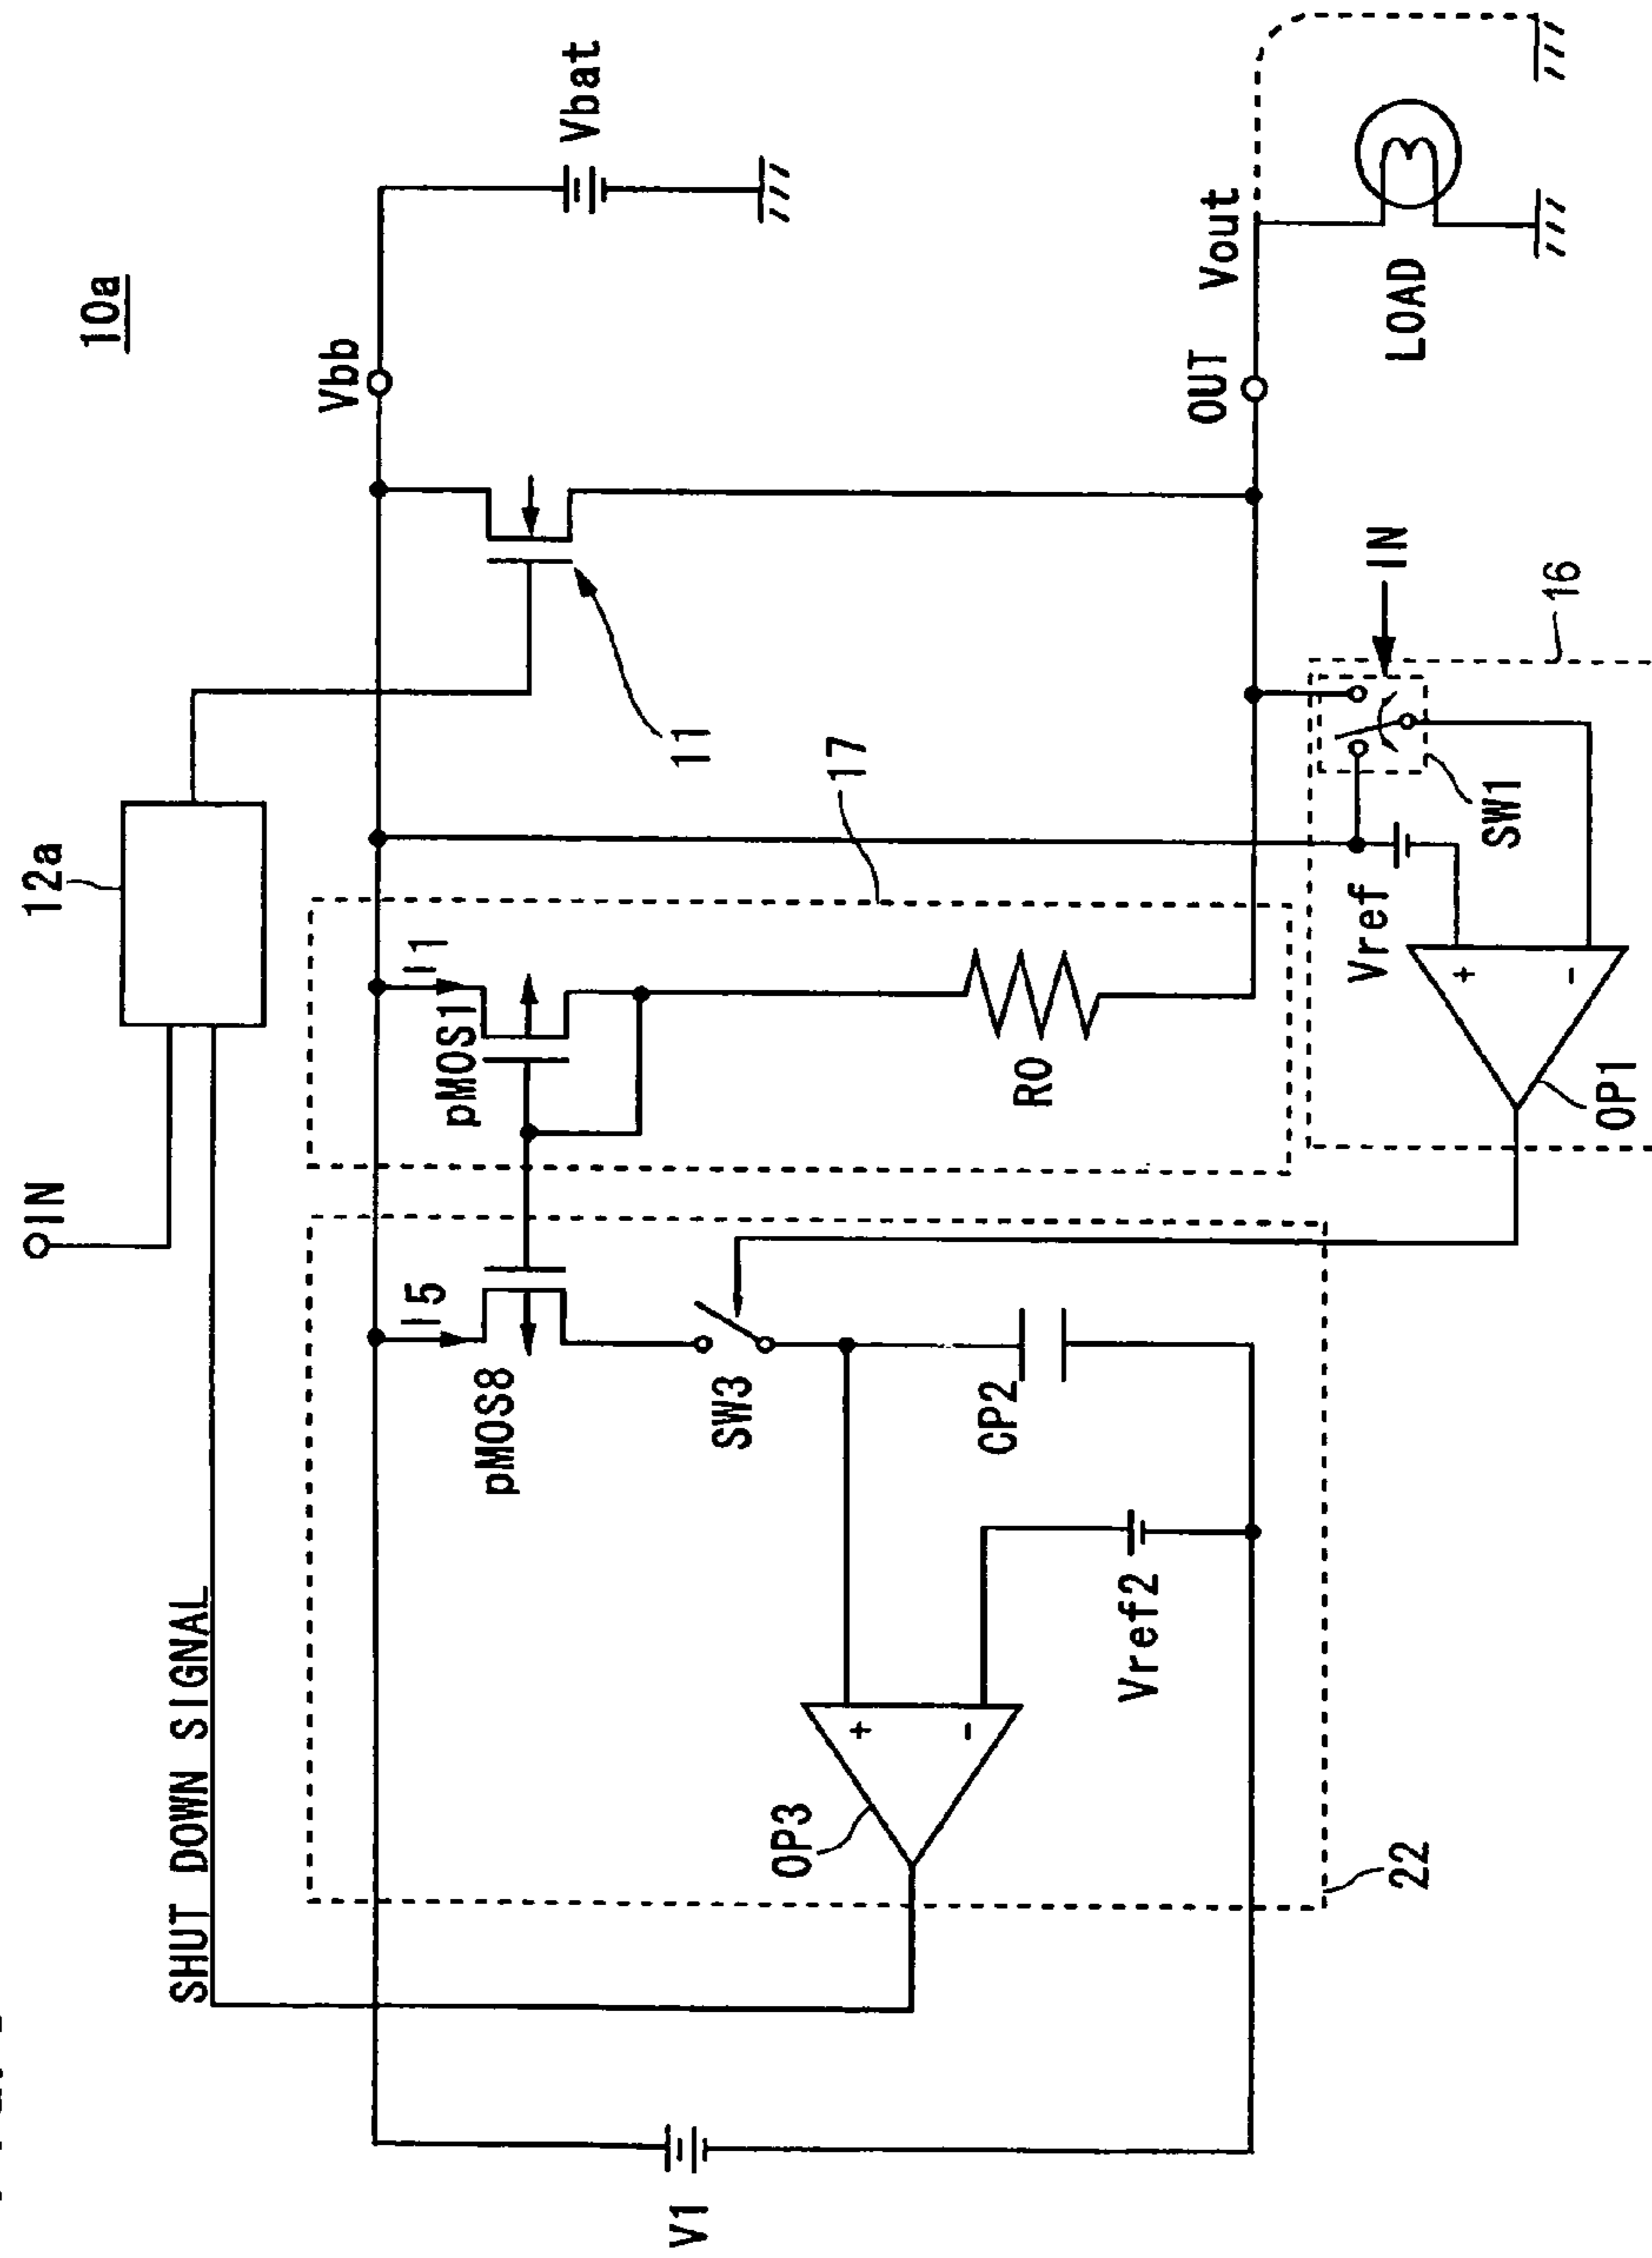 10a
IN
12a
SHUT DOWN SIGNAL
Vbb
Vbat
I5
I1
pMOS8
pMOS1
11
SW3
17
V1
OP3
CP2
R0
OUT
Vout
Vref2
Vref
IN
LOAD
22
SW1
16
OP1
+
-
+
-